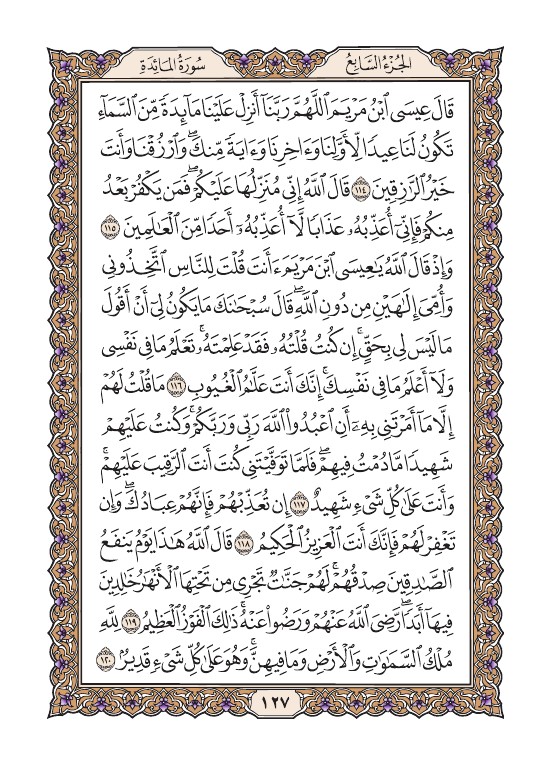 الجُزْءُ السَّابِعُ
سُورَةُ المَائِدَةِ
قَالَ عِيسَى ٱبْنُ مَرْيَمَ ٱللَّهُمَّ رَبَّنَآ أَنزِلْ عَلَيْنَا مَآئِدَةً مِّنَ ٱلسَّمَآءِ
تَكُونُ لَنَا عِيدًا لِّأَوَّلِنَا وَءَاخِرِنَا وَءَايَةً مِّنكَۖ وَٱرْزُقْنَا وَأَنتَ
خَيْرُ ٱلرَّٰزِقِينَ ١١٤ قَالَ ٱللَّهُ إِنِّى مُنَزِّلُهَا عَلَيْكُمْۖ فَمَن يَكْفُرْ بَعْدُ
مِنكُمْ فَإِنِّىٓ أُعَذِّبُهُۥ عَذَابًا لَّآ أُعَذِّبُهُۥٓ أَحَدًا مِّنَ ٱلْعَٰلَمِينَ ١١٥
وَإِذْ قَالَ ٱللَّهُ يَٰعِيسَى ٱبْنَ مَرْيَمَ ءَأَنتَ قُلْتَ لِلنَّاسِ ٱتَّخِذُونِى
وَأُمِّىَ إِلَٰهَيْنِ مِن دُونِ ٱللَّهِۖ قَالَ سُبْحَٰنَكَ مَا يَكُونُ لِىٓ أَنْ أَقُولَ
مَا لَيْسَ لِى بِحَقٍّۚ إِن كُنتُ قُلْتُهُۥ فَقَدْ عَلِمْتَهُۥۚ تَعْلَمُ مَا فِى نَفْسِى
وَلَآ أَعْلَمُ مَا فِى نَفْسِكَۚ إِنَّكَ أَنتَ عَلَّٰمُ ٱلْغُيُوبِ ١١٦ مَا قُلْتُ لَهُمْ
إِلَّا مَآ أَمَرْتَنِى بِهِۦٓ أَنِ ٱعْبُدُوا۟ ٱللَّهَ رَبِّى وَرَبَّكُمْۚ وَكُنتُ عَلَيْهِمْ
شَهِيدًا مَّا دُمْتُ فِيهِمْۖ فَلَمَّا تَوَفَّيْتَنِى كُنتَ أَنتَ ٱلرَّقِيبَ عَلَيْهِمْۚ
وَأَنتَ عَلَىٰ كُلِّ شَىْءٍ شَهِيدٌ ١١٧ إِن تُعَذِّبْهُمْ فَإِنَّهُمْ عِبَادُكَۖ وَإِن
تَغْفِرْ لَهُمْ فَإِنَّكَ أَنتَ ٱلْعَزِيزُ ٱلْحَكِيمُ ١١٨ قَالَ ٱللَّهُ هَٰذَا يَوْمُ يَنفَعُ
ٱلصَّٰدِقِينَ صِدْقُهُمْۚ لَهُمْ جَنَّٰتٌ تَجْرِى مِن تَحْتِهَا ٱلْأَنْهَٰرُ خَٰلِدِينَ
فِيهَآ أَبَدًاۚ رَّضِىَ ٱللَّهُ عَنْهُمْ وَرَضُوا۟ عَنْهُۚ ذَٰلِكَ ٱلْفَوْزُ ٱلْعَظِيمُ ١١٩ لِلَّهِ
مُلْكُ ٱلسَّمَٰوَٰتِ وَٱلْأَرْضِ وَمَا فِيهِنَّۚ وَهُوَ عَلَىٰ كُلِّ شَىْءٍ قَدِيرٌۢ ١٢٠
١٢٧